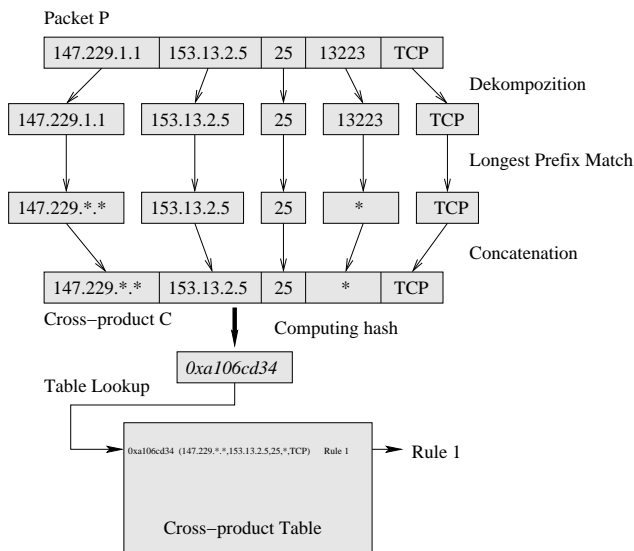 Packet P
147.229.1.1 153.13.2.5 25 13223 TCP
Dekompozition
147.229.1.1 153.13.2.5 25 13223 TCP
Longest Prefix Match
147.229.*.* 153.13.2.5 25 * TCP
Concatenation
147.229.*.* 153.13.2.5 25 * TCP
Cross−product C
Computing hash
0xa106cd34
Table Lookup
0xa106cd34 (147.229.*.*,153.13.2.5,25,*,TCP) Rule 1
Rule 1
Cross−product Table